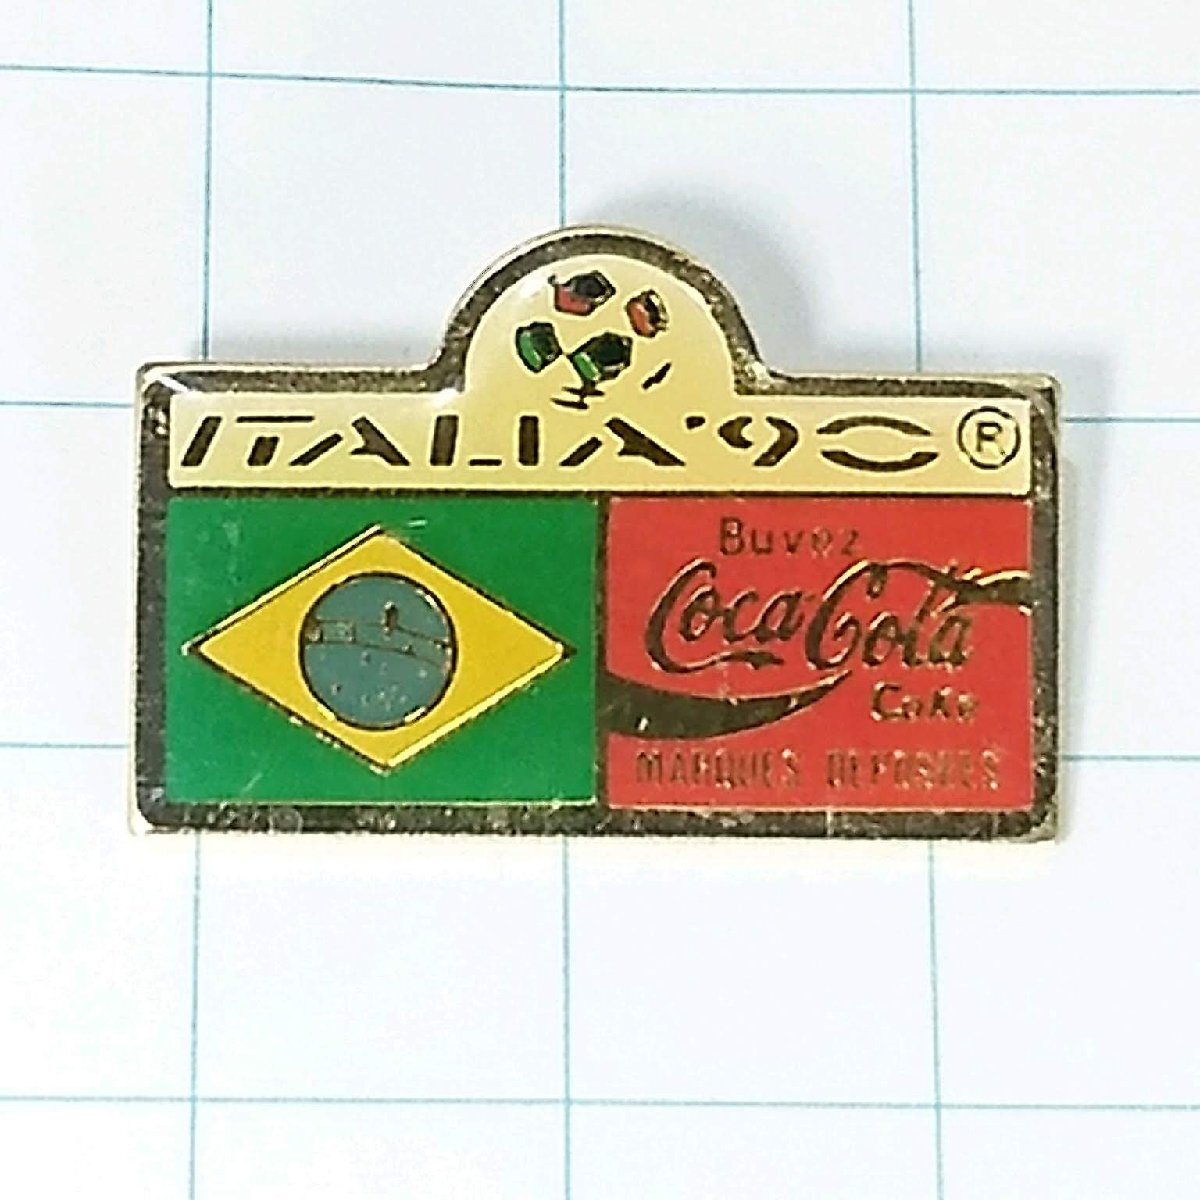 ITALIA'90 ®
Buvez
Coca-Cola
Coke
MARQUES DEPOSEES